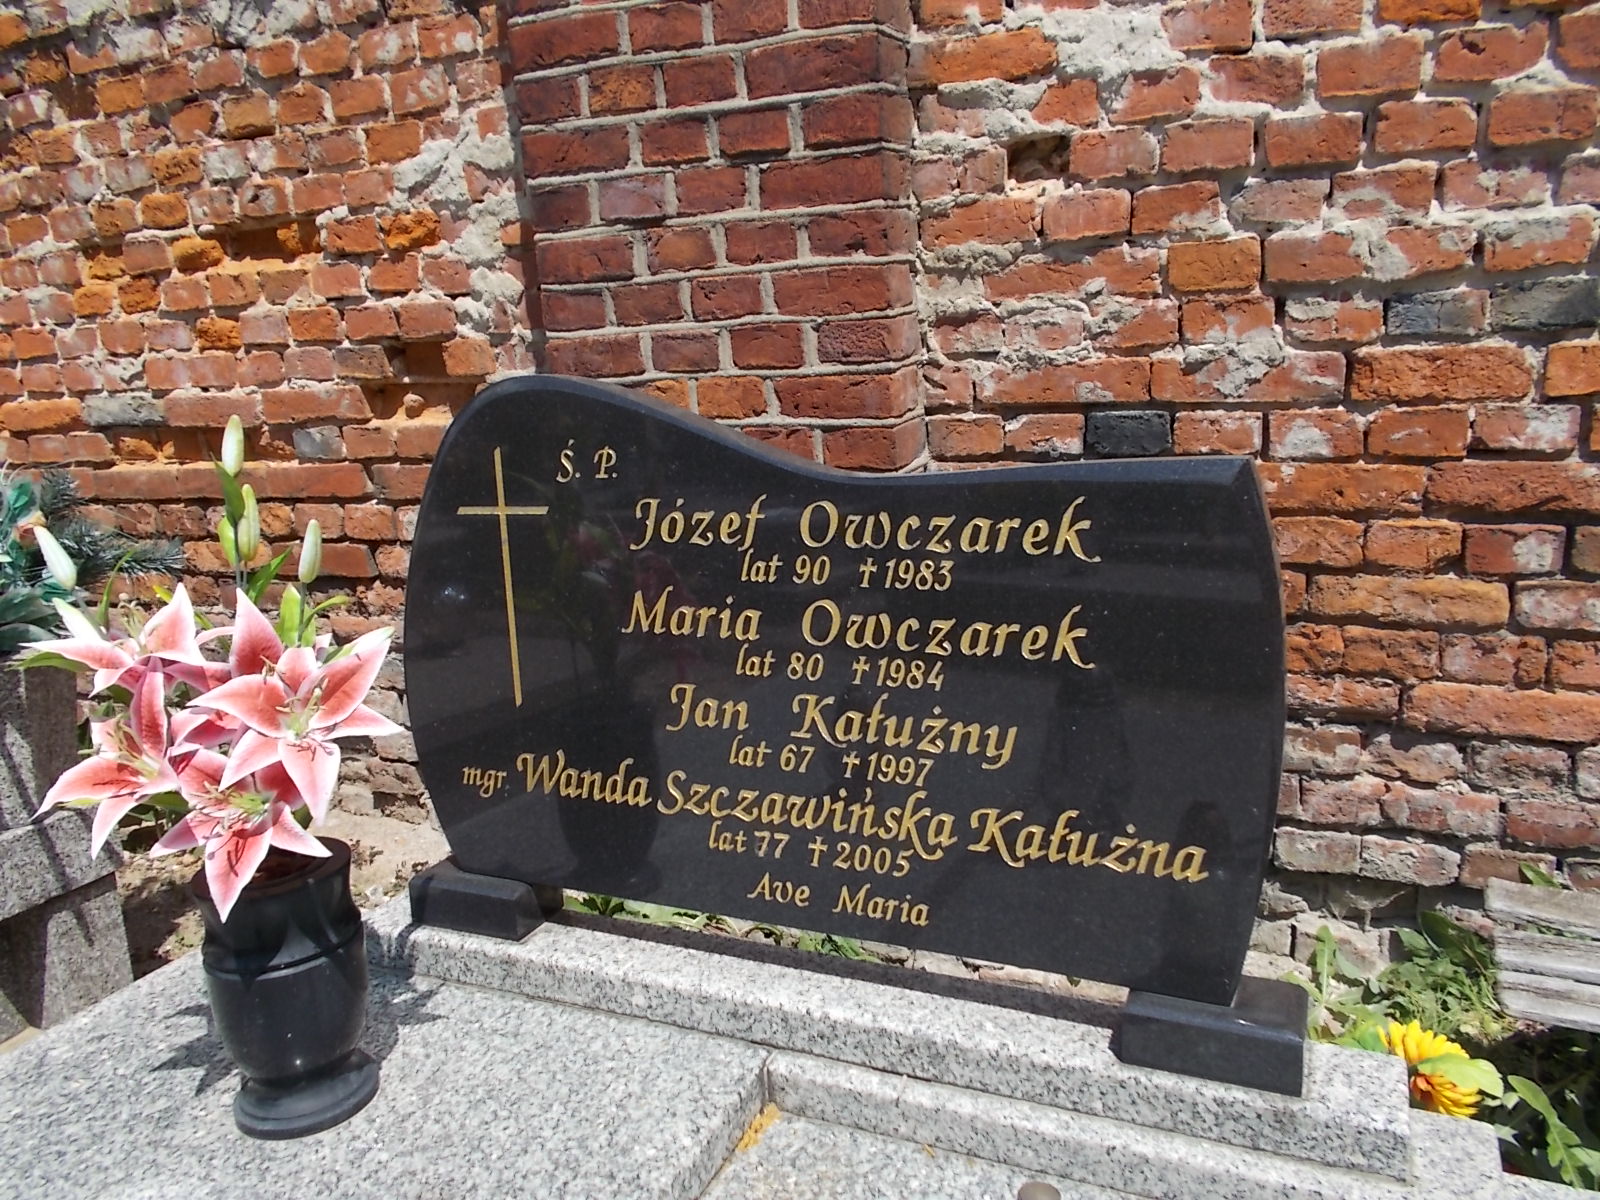 Ś. P.
Józef Owczarek
lat 90 ✝ 1983
Maria Owczarek
lat 80 ✝ 1984
Jan Kałużny
lat 67 ✝ 1997
mgr. Wanda Szczawińska Kałużna
lat 77 ✝ 2005
Ave Maria